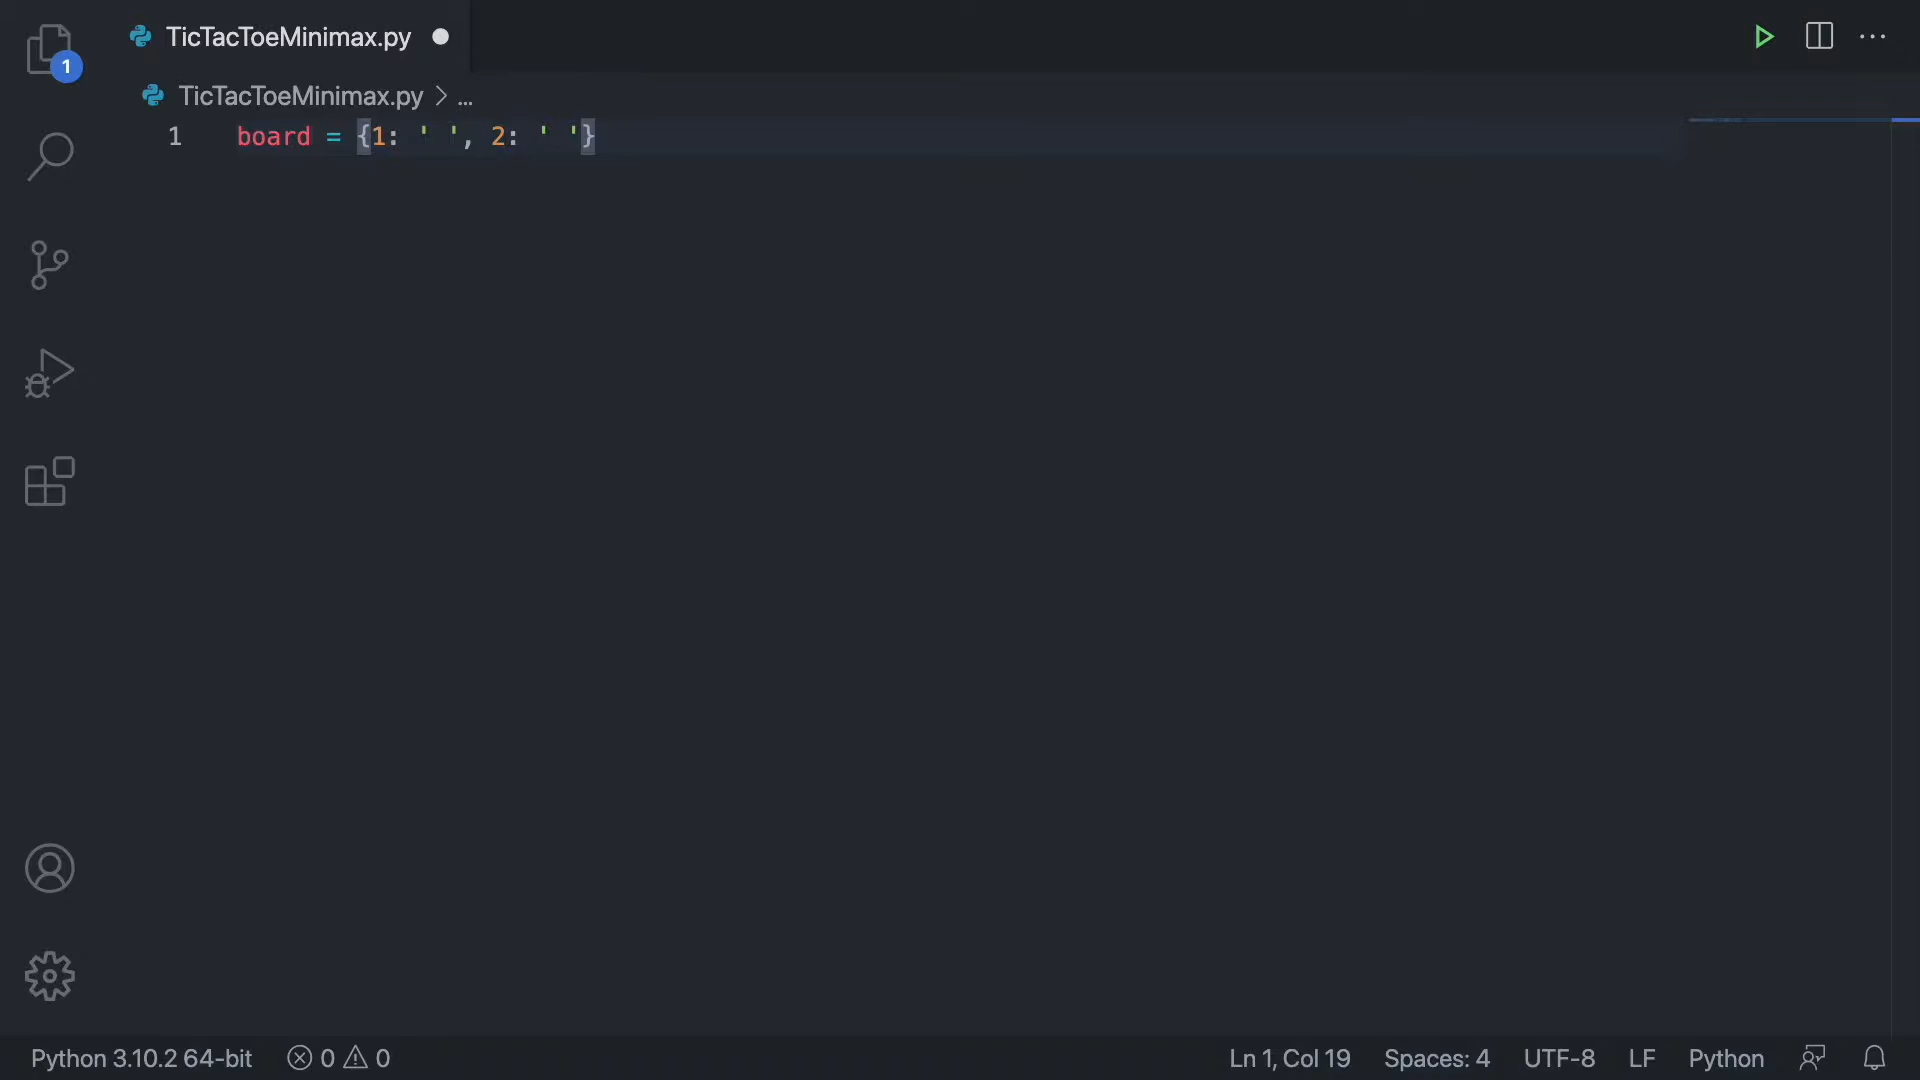 TicTacToeMinimax.py
1
TicTacToeMinimax.py > ...
1 board = {1: ' ', 2: ' '}
Python 3.10.2 64-bit 0 0 Ln 1, Col 19 Spaces: 4 UTF-8 LF Python